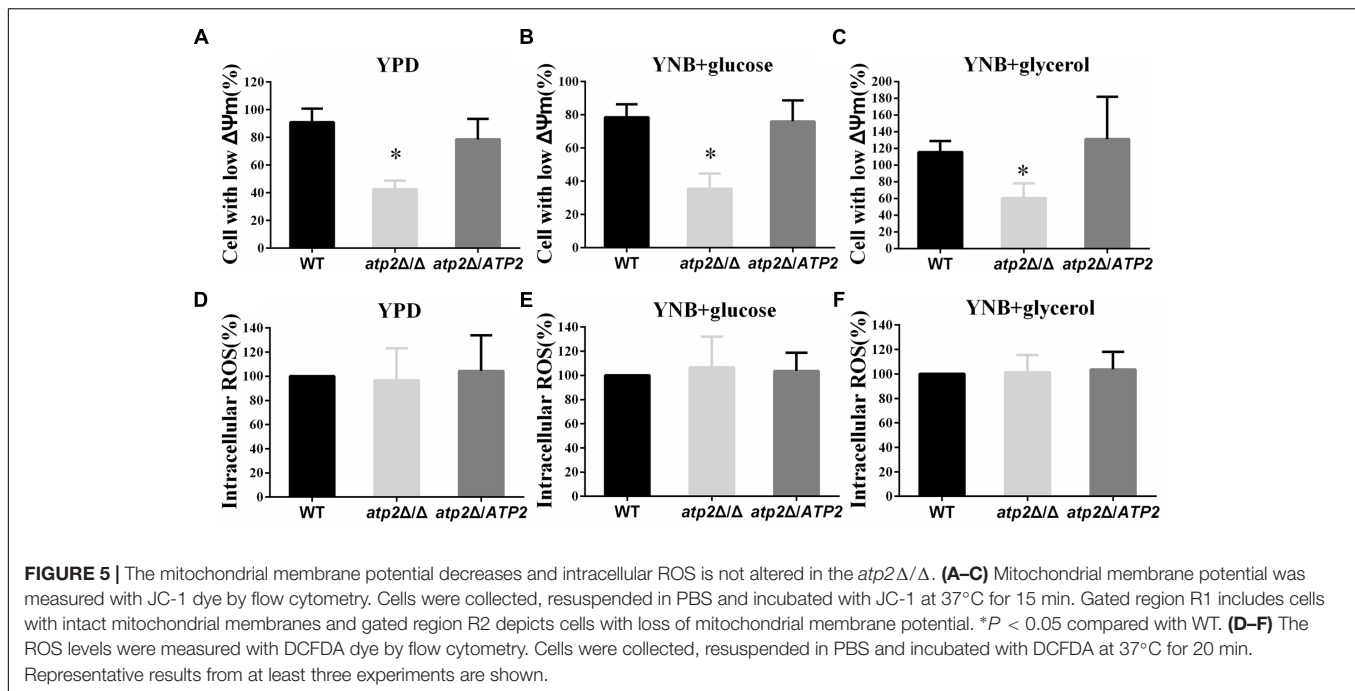 A
YPD
Cell with low ΔΨm(%)
120
100
80
60
40
20
0
*
WT
atp2Δ/Δ
atp2Δ/ATP2
B
YNB+glucose
Cell with low ΔΨm(%)
100
80
60
40
20
0
*
WT
atp2Δ/Δ
atp2Δ/ATP2
C
YNB+glycerol
Cell with low ΔΨm(%)
200
180
160
140
120
100
80
60
40
20
0
*
WT
atp2Δ/Δ
atp2Δ/ATP2
D
YPD
Intracellular ROS(%)
140
120
100
80
60
40
20
0
WT
atp2Δ/Δ
atp2Δ/ATP2
E
YNB+glucose
Intracellular ROS(%)
140
120
100
80
60
40
20
0
WT
atp2Δ/Δ
atp2Δ/ATP2
F
YNB+glycerol
Intracellular ROS(%)
140
120
100
80
60
40
20
0
WT
atp2Δ/Δ
atp2Δ/ATP2
FIGURE 5 | The mitochondrial membrane potential decreases and intracellular ROS is not altered in the atp2Δ/Δ. (A–C) Mitochondrial membrane potential was
measured with JC-1 dye by flow cytometry. Cells were collected, resuspended in PBS and incubated with JC-1 at 37°C for 15 min. Gated region R1 includes cells
with intact mitochondrial membranes and gated region R2 depicts cells with loss of mitochondrial membrane potential. *P < 0.05 compared with WT. (D–F) The
ROS levels were measured with DCFDA dye by flow cytometry. Cells were collected, resuspended in PBS and incubated with DCFDA at 37°C for 20 min.
Representative results from at least three experiments are shown.